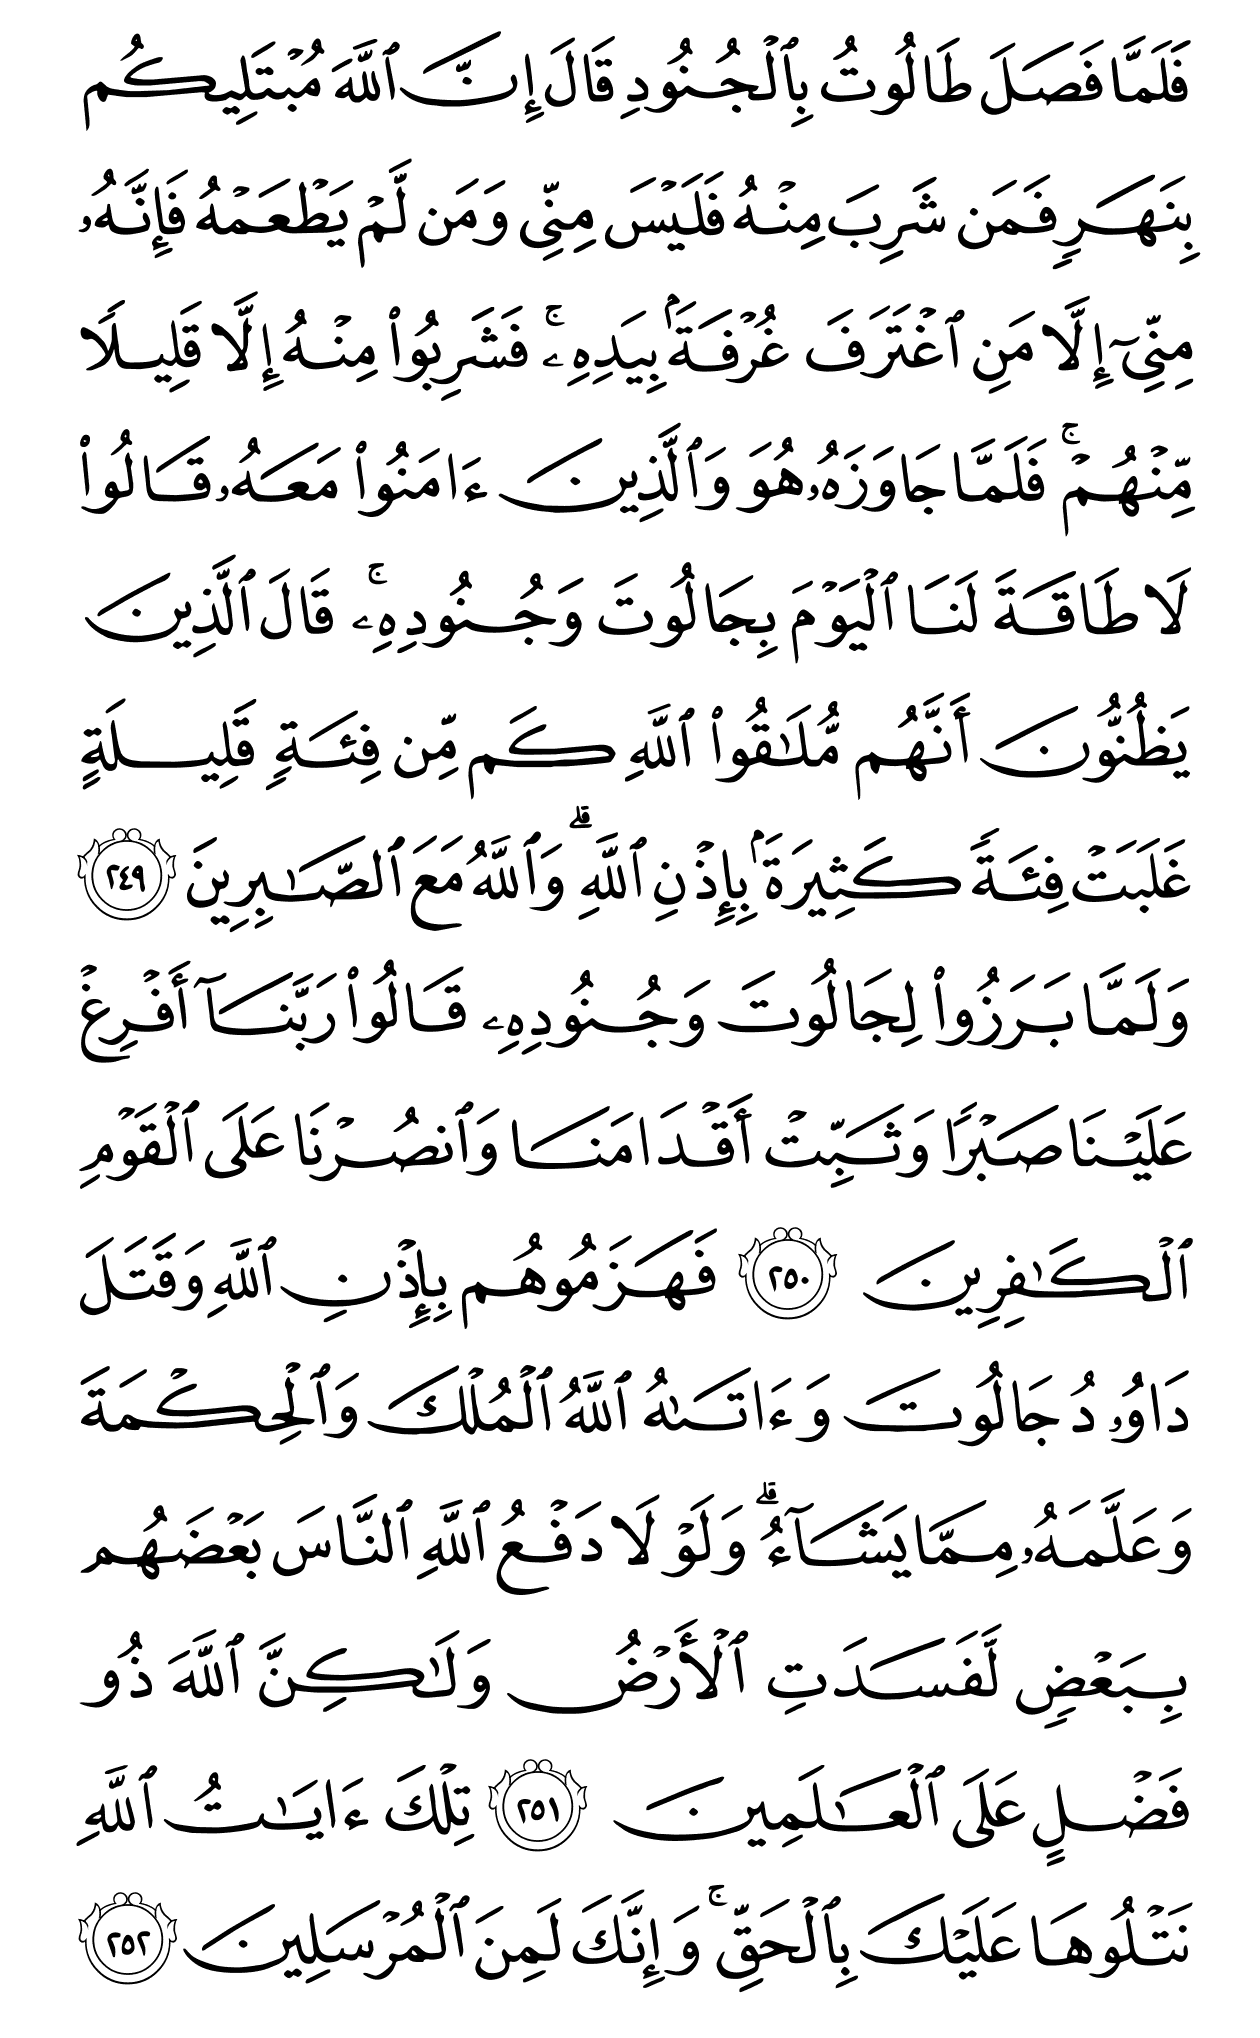 فَلَمَّا فَصَلَ طَالُوتُ بِٱلْجُنُودِ قَالَ إِنَّ ٱللَّهَ مُبْتَلِيكُم
بِنَهَرٍ فَمَن شَرِبَ مِنْهُ فَلَيْسَ مِنِّى وَمَن لَّمْ يَطْعَمْهُ فَإِنَّهُۥ
مِنِّىٓ إِلَّا مَنِ ٱغْتَرَفَ غُرْفَةًۢ بِيَدِهِۦ ۚ فَشَرِبُوا۟ مِنْهُ إِلَّا قَلِيلًا
مِّنْهُمْ ۚ فَلَمَّا جَاوَزَهُۥ هُوَ وَٱلَّذِينَ ءَامَنُوا۟ مَعَهُۥ قَالُوا۟
لَا طَاقَةَ لَنَا ٱلْيَوْمَ بِجَالُوتَ وَجُنُودِهِۦ ۚ قَالَ ٱلَّذِينَ
يَظُنُّونَ أَنَّهُم مُّلَـٰقُوا۟ ٱللَّهِ كَم مِّن فِئَةٍ قَلِيلَةٍ
غَلَبَتْ فِئَةً كَثِيرَةًۢ بِإِذْنِ ٱللَّهِ ۗ وَٱللَّهُ مَعَ ٱلصَّـٰبِرِينَ ٢٤٩
وَلَمَّا بَرَزُوا۟ لِجَالُوتَ وَجُنُودِهِۦ قَالُوا۟ رَبَّنَآ أَفْرِغْ
عَلَيْنَا صَبْرًا وَثَبِّتْ أَقْدَامَنَا وَٱنصُرْنَا عَلَى ٱلْقَوْمِ
ٱلْكَـٰفِرِينَ ٢٥٠ فَهَزَمُوهُم بِإِذْنِ ٱللَّهِ وَقَتَلَ
دَاوُۥدُ جَالُوتَ وَءَاتَىٰهُ ٱللَّهُ ٱلْمُلْكَ وَٱلْحِكْمَةَ
وَعَلَّمَهُۥ مِمَّا يَشَآءُ ۗ وَلَوْلَا دَفْعُ ٱللَّهِ ٱلنَّاسَ بَعْضَهُم
بِبَعْضٍ لَّفَسَدَتِ ٱلْأَرْضُ وَلَـٰكِنَّ ٱللَّهَ ذُو
فَضْلٍ عَلَى ٱلْعَـٰلَمِينَ ٢٥١ تِلْكَ ءَايَـٰتُ ٱللَّهِ
نَتْلُوهَا عَلَيْكَ بِٱلْحَقِّ ۚ وَإِنَّكَ لَمِنَ ٱلْمُرْسَلِينَ ٢٥٢